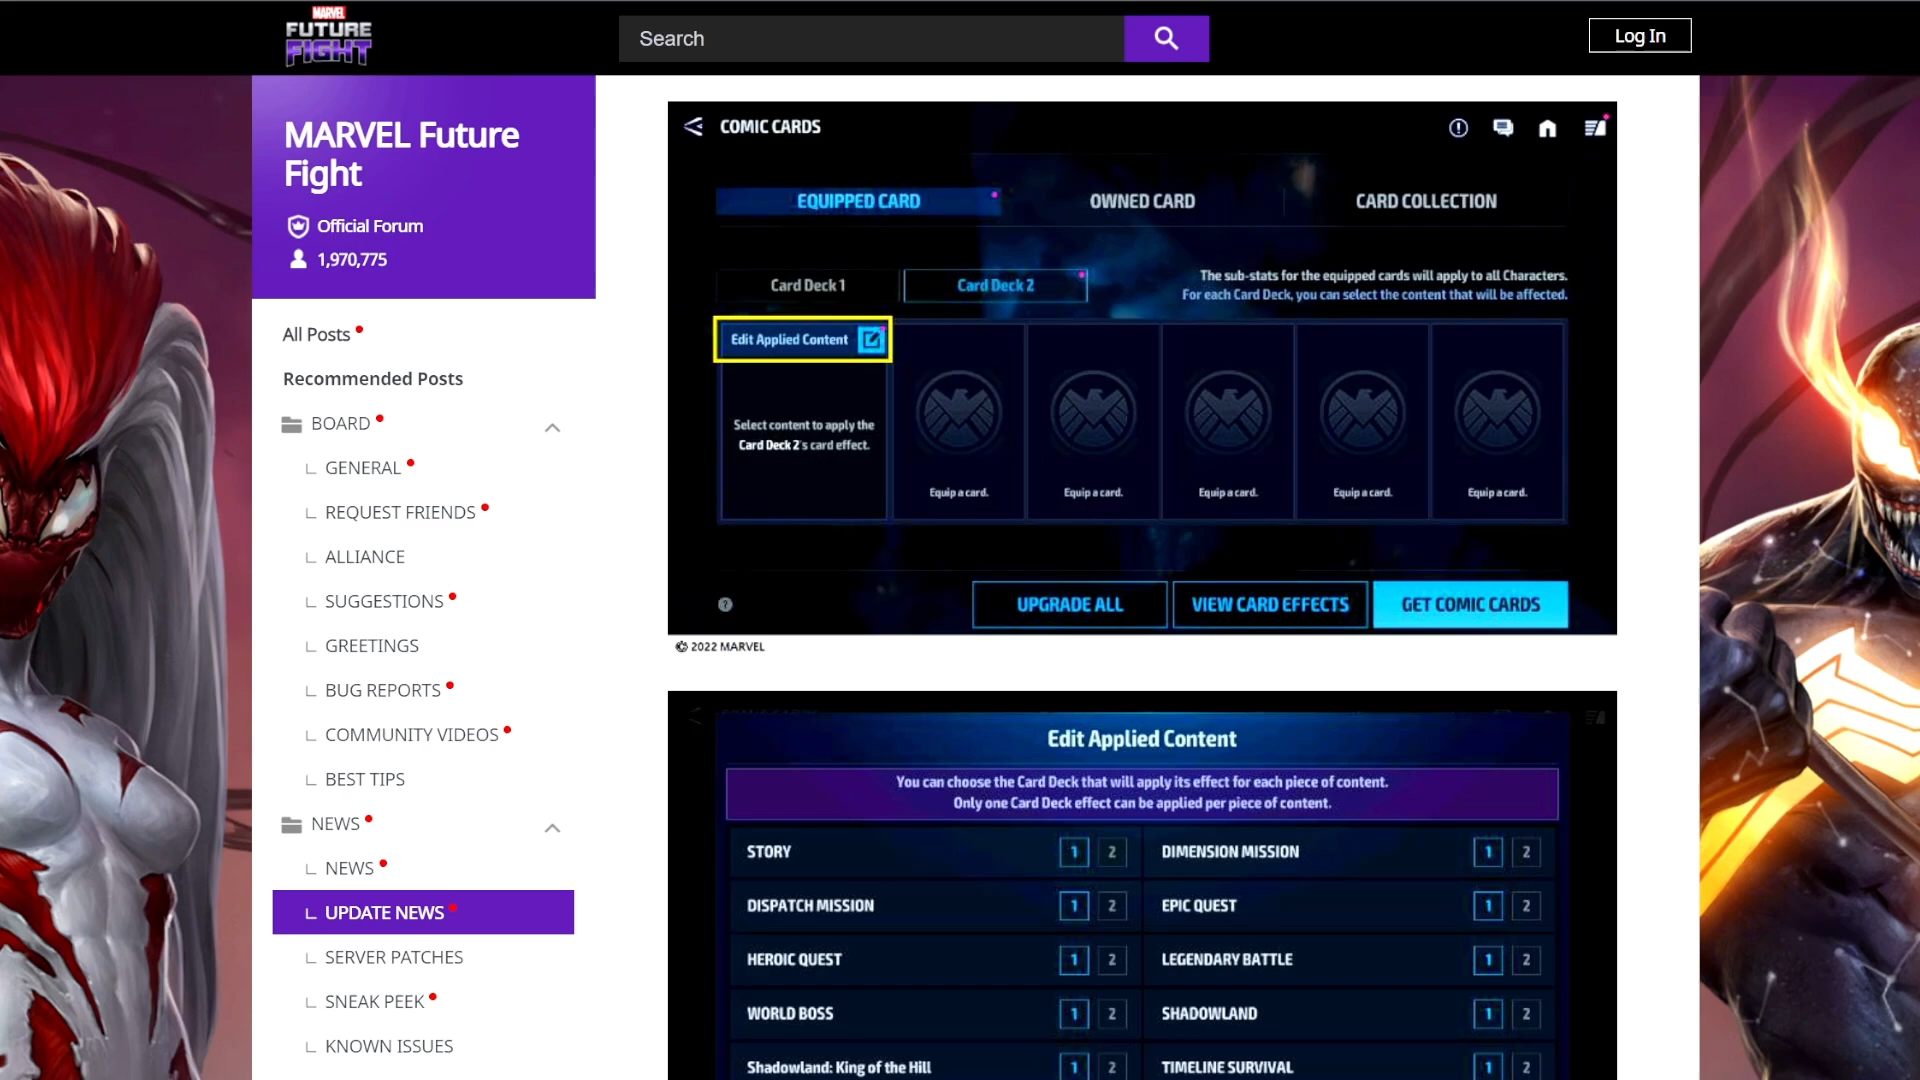 MARVEL
FUTURE
FIGHT
Search
Log In
MARVEL Future
Fight
Official Forum
1,970,775
All Posts
Recommended Posts
BOARD
GENERAL
REQUEST FRIENDS
ALLIANCE
SUGGESTIONS
GREETINGS
BUG REPORTS
COMMUNITY VIDEOS
BEST TIPS
NEWS
NEWS
UPDATE NEWS
SERVER PATCHES
SNEAK PEEK
KNOWN ISSUES
COMIC CARDS
EQUIPPED CARD
OWNED CARD
CARD COLLECTION
Card Deck 1
Card Deck 2
The sub-stats for the equipped cards will apply to all Characters.
For each Card Deck, you can select the content that will be affected.
Edit Applied Content
Select content to apply the
Card Deck 2's card effect.
Equip a card.
Equip a card.
Equip a card.
Equip a card.
Equip a card.
?
UPGRADE ALL
VIEW CARD EFFECTS
GET COMIC CARDS
© 2022 MARVEL
Edit Applied Content
You can choose the Card Deck that will apply its effect for each piece of content.
Only one Card Deck effect can be applied per piece of content.
STORY 1 2
DIMENSION MISSION 1 2
DISPATCH MISSION 1 2
EPIC QUEST 1 2
HEROIC QUEST 1 2
LEGENDARY BATTLE 1 2
WORLD BOSS 1 2
SHADOWLAND 1 2
Shadowland: King of the Hill 1 2
TIMELINE SURVIVAL 1 2